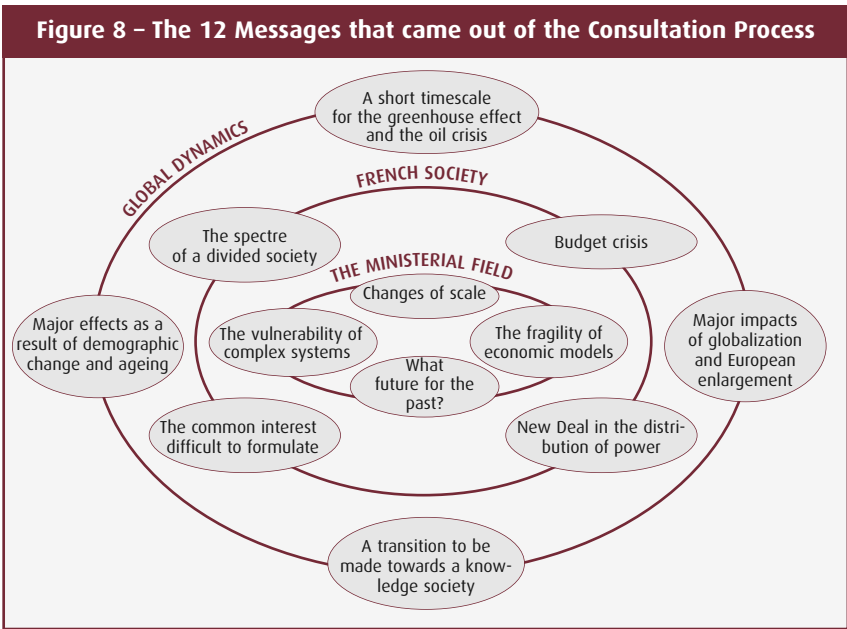 Figure 8 – The 12 Messages that came out of the Consultation Process
A short timescale
for the greenhouse effect
and the oil crisis
GLOBAL DYNAMICS
FRENCH SOCIETY
The spectre
of a divided society
Budget crisis
THE MINISTERIAL FIELD
Changes of scale
Major effects as a
result of demographic
change and ageing
The vulnerability of
complex systems
The fragility of
economic models
Major impacts
of globalization
and European
enlargement
What
future for the
past?
The common interest
difficult to formulate
New Deal in the distri-
bution of power
A transition to be
made towards a know-
ledge society